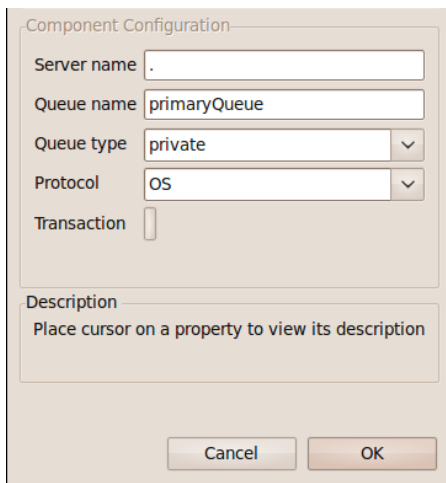 Component Configuration
Server name .
Queue name primaryQueue
Queue type private
Protocol OS
Transaction
Description
Place cursor on a property to view its description
Cancel OK